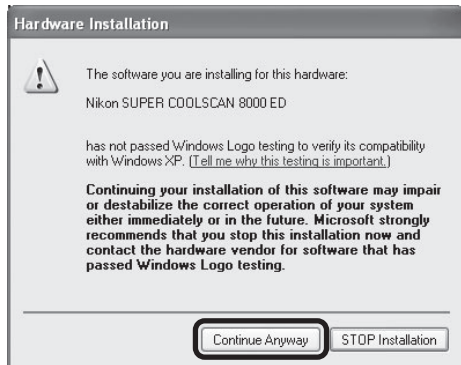 Hardware Installation
The software you are installing for this hardware:
Nikon SUPER COOLSCAN 8000 ED
has not passed Windows Logo testing to verify its compatibility
with Windows XP. (Tell me why this testing is important.)
Continuing your installation of this software may impair
or destabilize the correct operation of your system
either immediately or in the future. Microsoft strongly
recommends that you stop this installation now and
contact the hardware vendor for software that has
passed Windows Logo testing.
Continue Anyway
STOP Installation